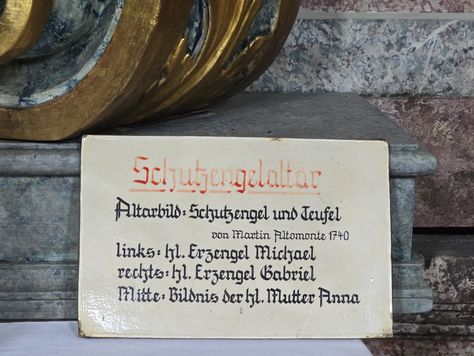 Schutzengelaltar
Altarbild: Schutzengel und Teufel
von Martin Altomonte 1740
links: hl. Erzengel Michael
rechts: hl. Erzengel Gabriel
Mitte: Bildnis der hl. Mutter Anna